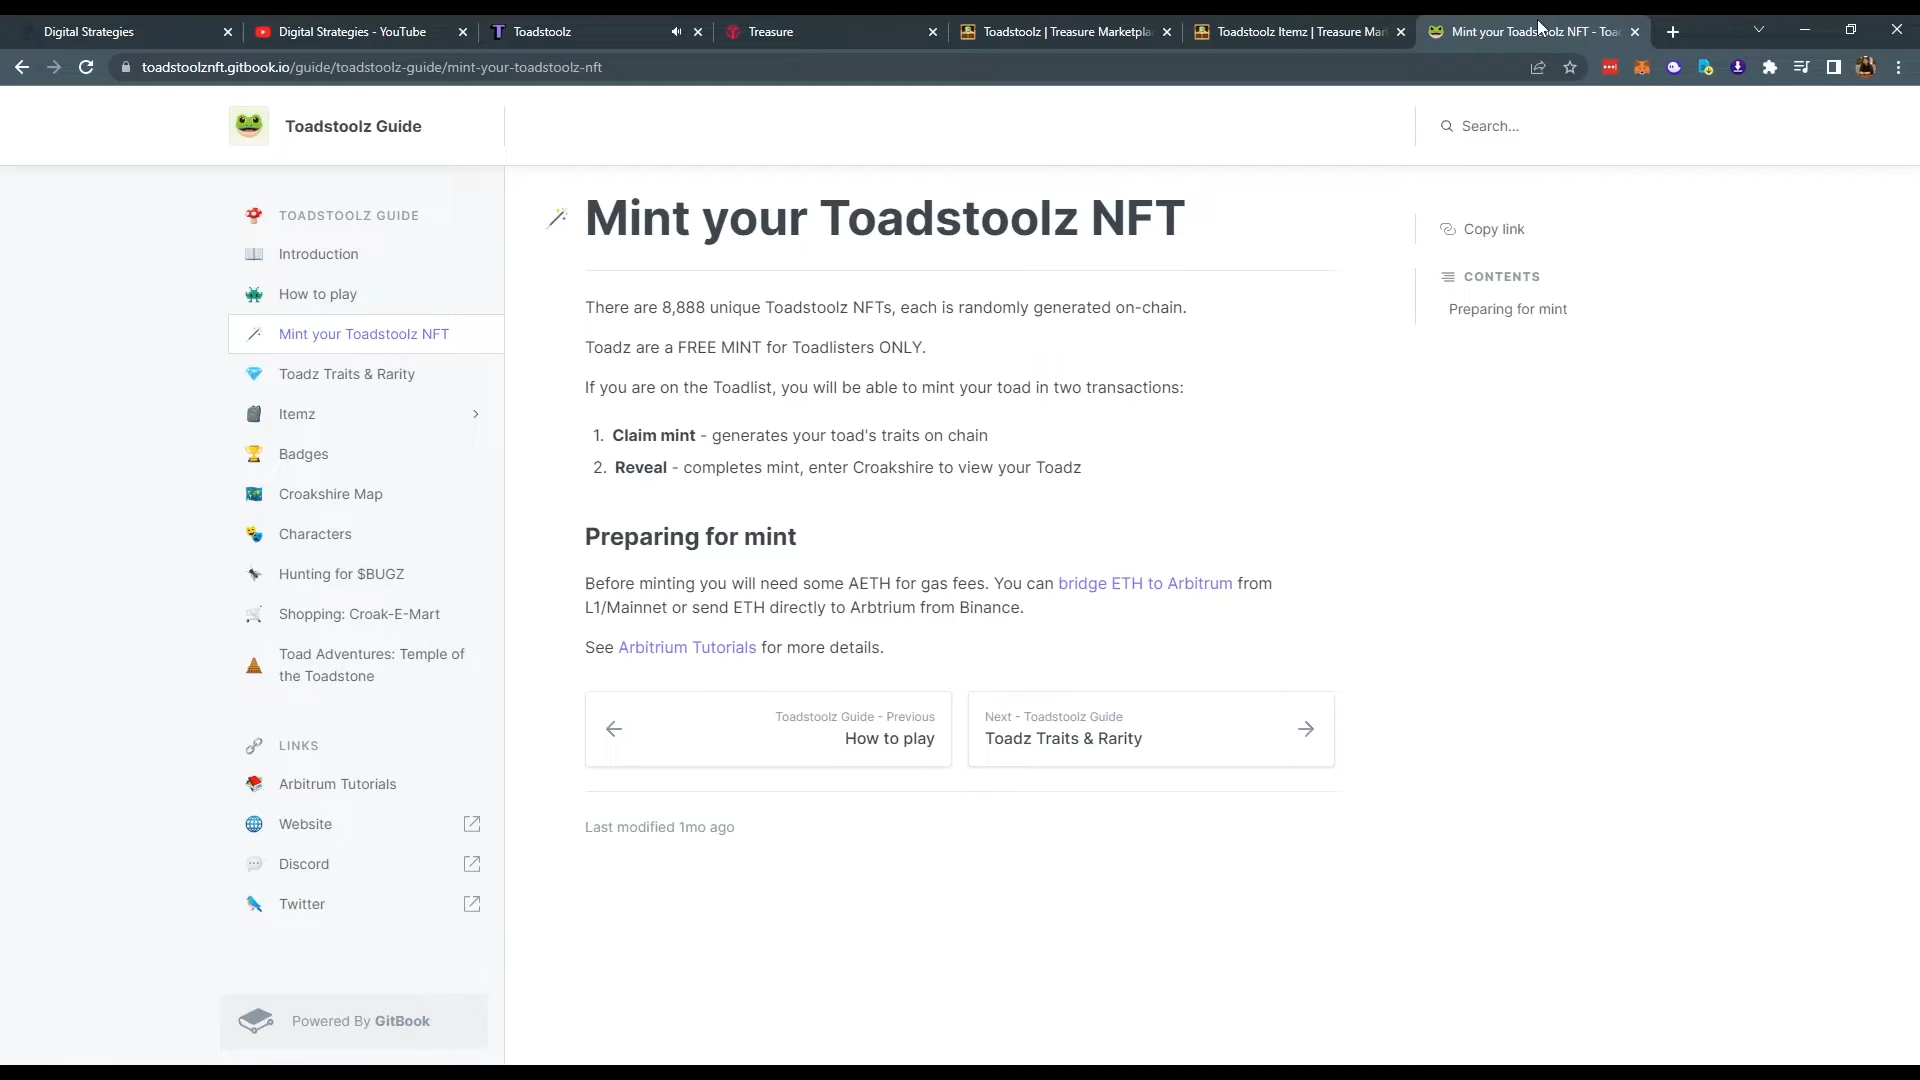 Digital Strategies
Digital Strategies - YouTube
Toadstoolz
Treasure
Toadstoolz | Treasure Marketpla
Toadstoolz Itemz | Treasure Mar
Mint your Toadstoolz NFT - Toa
toadstoolznft.gitbook.io/guide/toadstoolz-guide/mint-your-toadstoolz-nft
Toadstoolz Guide
Search...
TOADSTOOLZ GUIDE
Introduction
How to play
Mint your Toadstoolz NFT
Toadz Traits & Rarity
Itemz
Badges
Croakshire Map
Characters
Hunting for $BUGZ
Shopping: Croak-E-Mart
Toad Adventures: Temple of
the Toadstone
LINKS
Arbitrum Tutorials
Website
Discord
Twitter
Powered By GitBook
Mint your Toadstoolz NFT
There are 8,888 unique Toadstoolz NFTs, each is randomly generated on-chain.
Toadz are a FREE MINT for Toadlisters ONLY.
If you are on the Toadlist, you will be able to mint your toad in two transactions:
1. Claim mint - generates your toad's traits on chain
2. Reveal - completes mint, enter Croakshire to view your Toadz
Preparing for mint
Before minting you will need some AETH for gas fees. You can bridge ETH to Arbitrum from
L1/Mainnet or send ETH directly to Arbtrium from Binance.
See Arbitrium Tutorials for more details.
Toadstoolz Guide - Previous
How to play
Next - Toadstoolz Guide
Toadz Traits & Rarity
Last modified 1mo ago
Copy link
CONTENTS
Preparing for mint